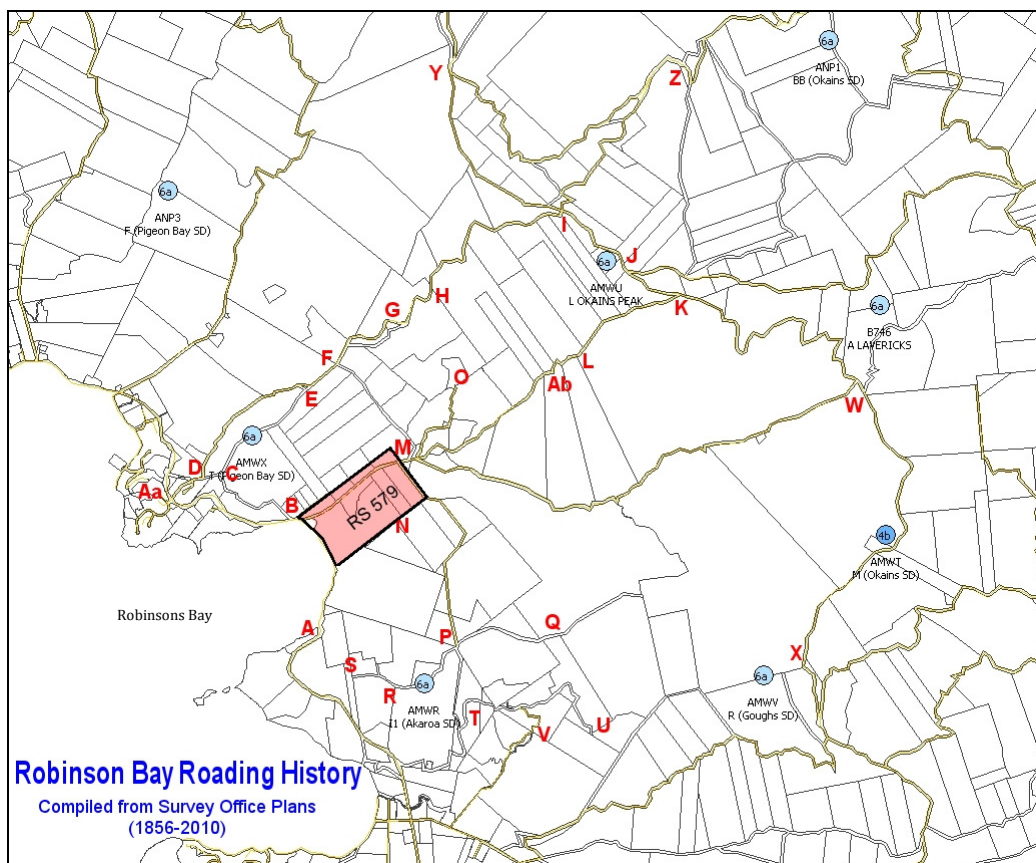 Y
Z
6a
ANP1
BB (Okains SD)
6a
ANP3
F (Pigeon Bay SD)
I
J
6a
AMWU
L OKAINS PEAK
K
6a
B746
A LAVERICKS
H
G
F
E
O
L
Ab
W
6a
AMWX
T (Pigeon Bay SD)
M
D
C
Aa
B
RS 579
N
4b
AMWT
M (Okains SD)
Robinsons Bay
A
P
Q
S
R
6a
AMWR
I1 (Akaroa SD)
X
6a
AMWV
R (Goughs SD)
T
V
U
Robinson Bay Roading History
Compiled from Survey Office Plans
(1856-2010)